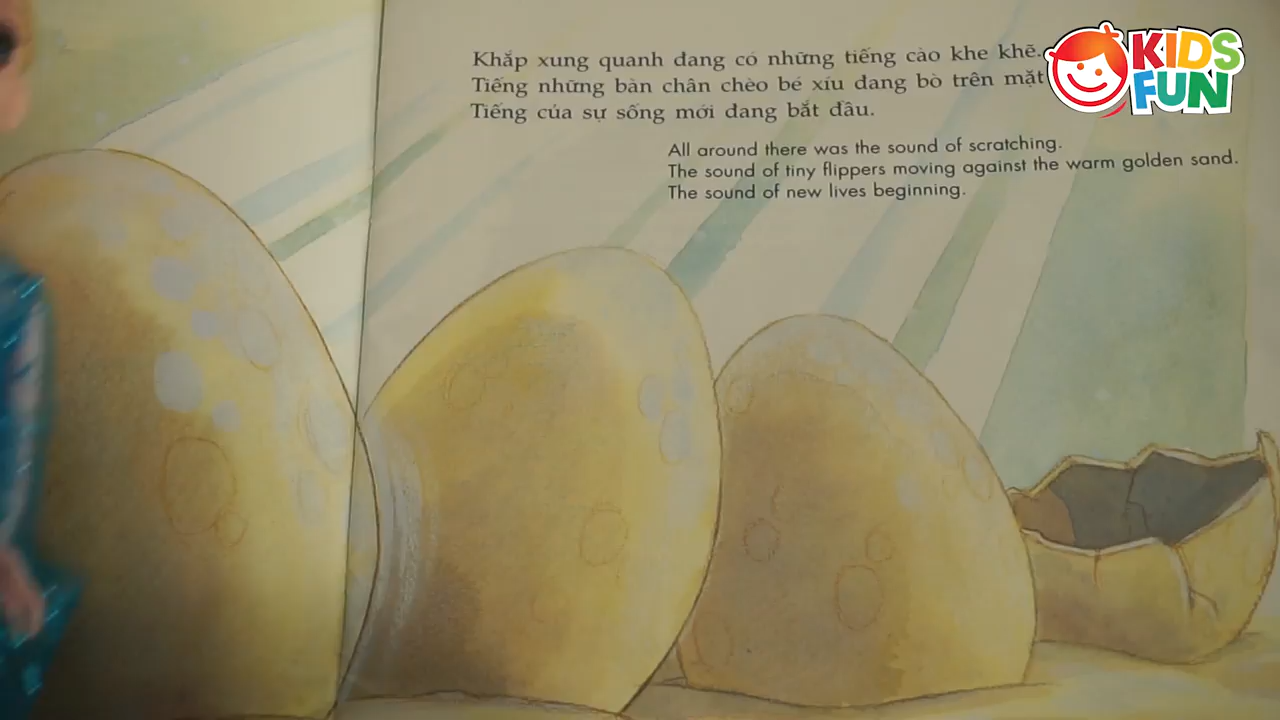 Khắp xung quanh đang có những tiếng cào khe khẽ.
Tiếng những bàn chân chèo bé xíu đang bò trên mặt
Tiếng của sự sống mới đang bắt đầu.
All around there was the sound of scratching.
The sound of tiny flippers moving against the warm golden sand.
The sound of new lives beginning.
KIDS
FUN